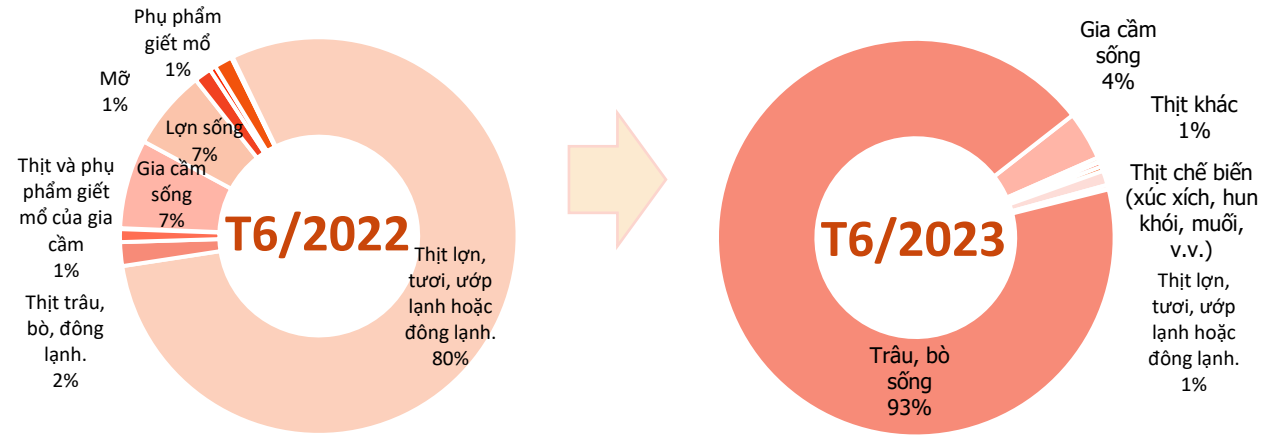 Phụ phẩm
giết mổ
1%
Mỡ
1%
Lợn sống
7%
Thịt và phụ
phẩm giết
mổ của gia
cầm
1%
Gia cầm
sống
7%
T6/2022
Thịt trâu,
bò, đông
lạnh.
2%
Thịt lợn,
tươi, ướp
lạnh hoặc
đông lạnh.
80%
Gia cầm
sống
4%
Thịt khác
1%
Thịt chế biến
(xúc xích, hun
khói, muối,
v.v.)
T6/2023
Thịt lợn,
tươi, ướp
lạnh hoặc
đông lạnh.
1%
Trâu, bò
sống
93%